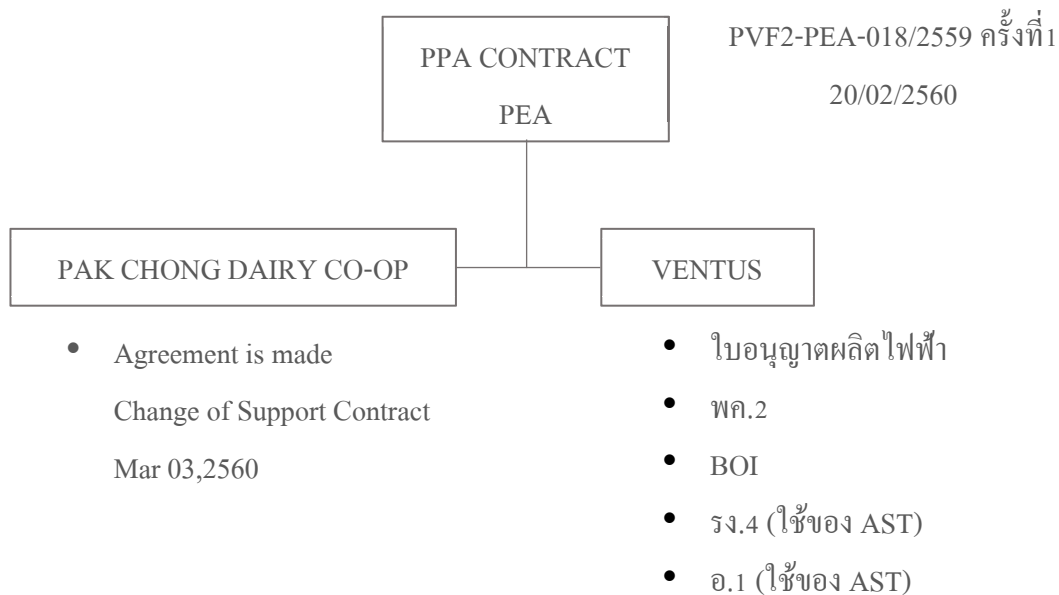 PPA CONTRACT
PEA
PVF2-PEA-018/2559 ครั้งที่1
20/02/2560
PAK CHONG DAIRY CO-OP
VENTUS
• Agreement is made
Change of Support Contract
Mar 03,2560
• ใบอนุญาตผลิตไฟฟ้า
• พค.2
• BOI
• รง.4 (ใช้ของ AST)
• อ.1 (ใช้ของ AST)